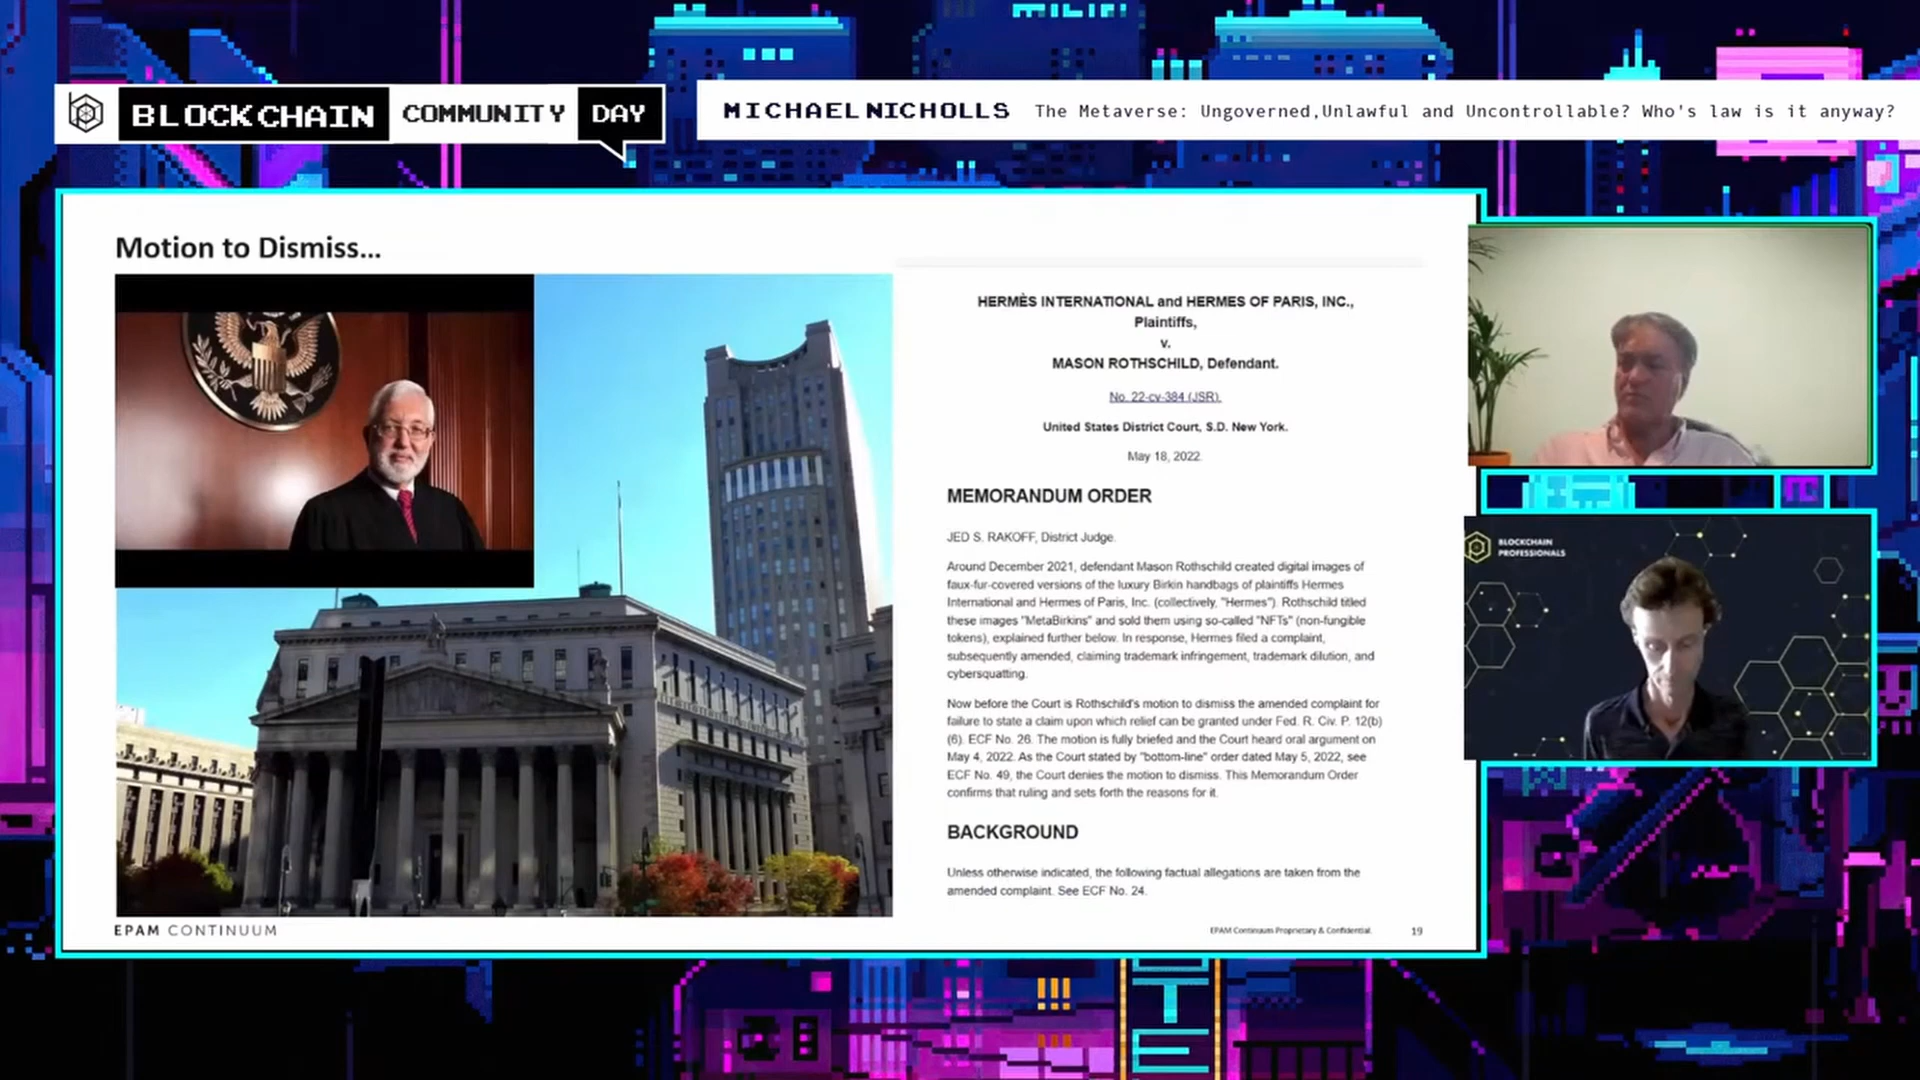 BLOCKCHAIN COMMUNITY DAY
MICHAEL NICHOLLS The Metaverse: Ungoverned,Unlawful and Uncontrollable? Who's law is it anyway?
Motion to Dismiss...
HERMÈS INTERNATIONAL and HERMES OF PARIS, INC.,
Plaintiffs,
v.
MASON ROTHSCHILD, Defendant.
No. 22-cv-384 (JSR).
United States District Court, S.D. New York.
May 18, 2022.
MEMORANDUM ORDER
JED S. RAKOFF, District Judge.
Around December 2021, defendant Mason Rothschild created digital images of
faux-fur-covered versions of the luxury Birkin handbags of plaintiffs Hermes
International and Hermes of Paris, Inc. (collectively, "Hermes"). Rothschild titled
these images "MetaBirkins" and sold them using so-called "NFTs" (non-fungible
tokens), explained further below. In response, Hermes filed a complaint,
subsequently amended, claiming trademark infringement, trademark dilution, and
cybersquatting.
Now before the Court is Rothschild's motion to dismiss the amended complaint for
failure to state a claim upon which relief can be granted under Fed. R. Civ. P. 12(b)
(6). ECF No. 26. The motion is fully briefed and the Court heard oral argument on
May 4, 2022. As the Court stated by "bottom-line" order dated May 5, 2022, see
ECF No. 49, the Court denies the motion to dismiss. This Memorandum Order
confirms that ruling and sets forth the reasons for it.
BACKGROUND
Unless otherwise indicated, the following factual allegations are taken from the
amended complaint. See ECF No. 24.
EPAM CONTINUUM
EPAM Continuum Proprietary & Confidential.
19
BLOCKCHAIN
PROFESSIONALS
!!!
T
E